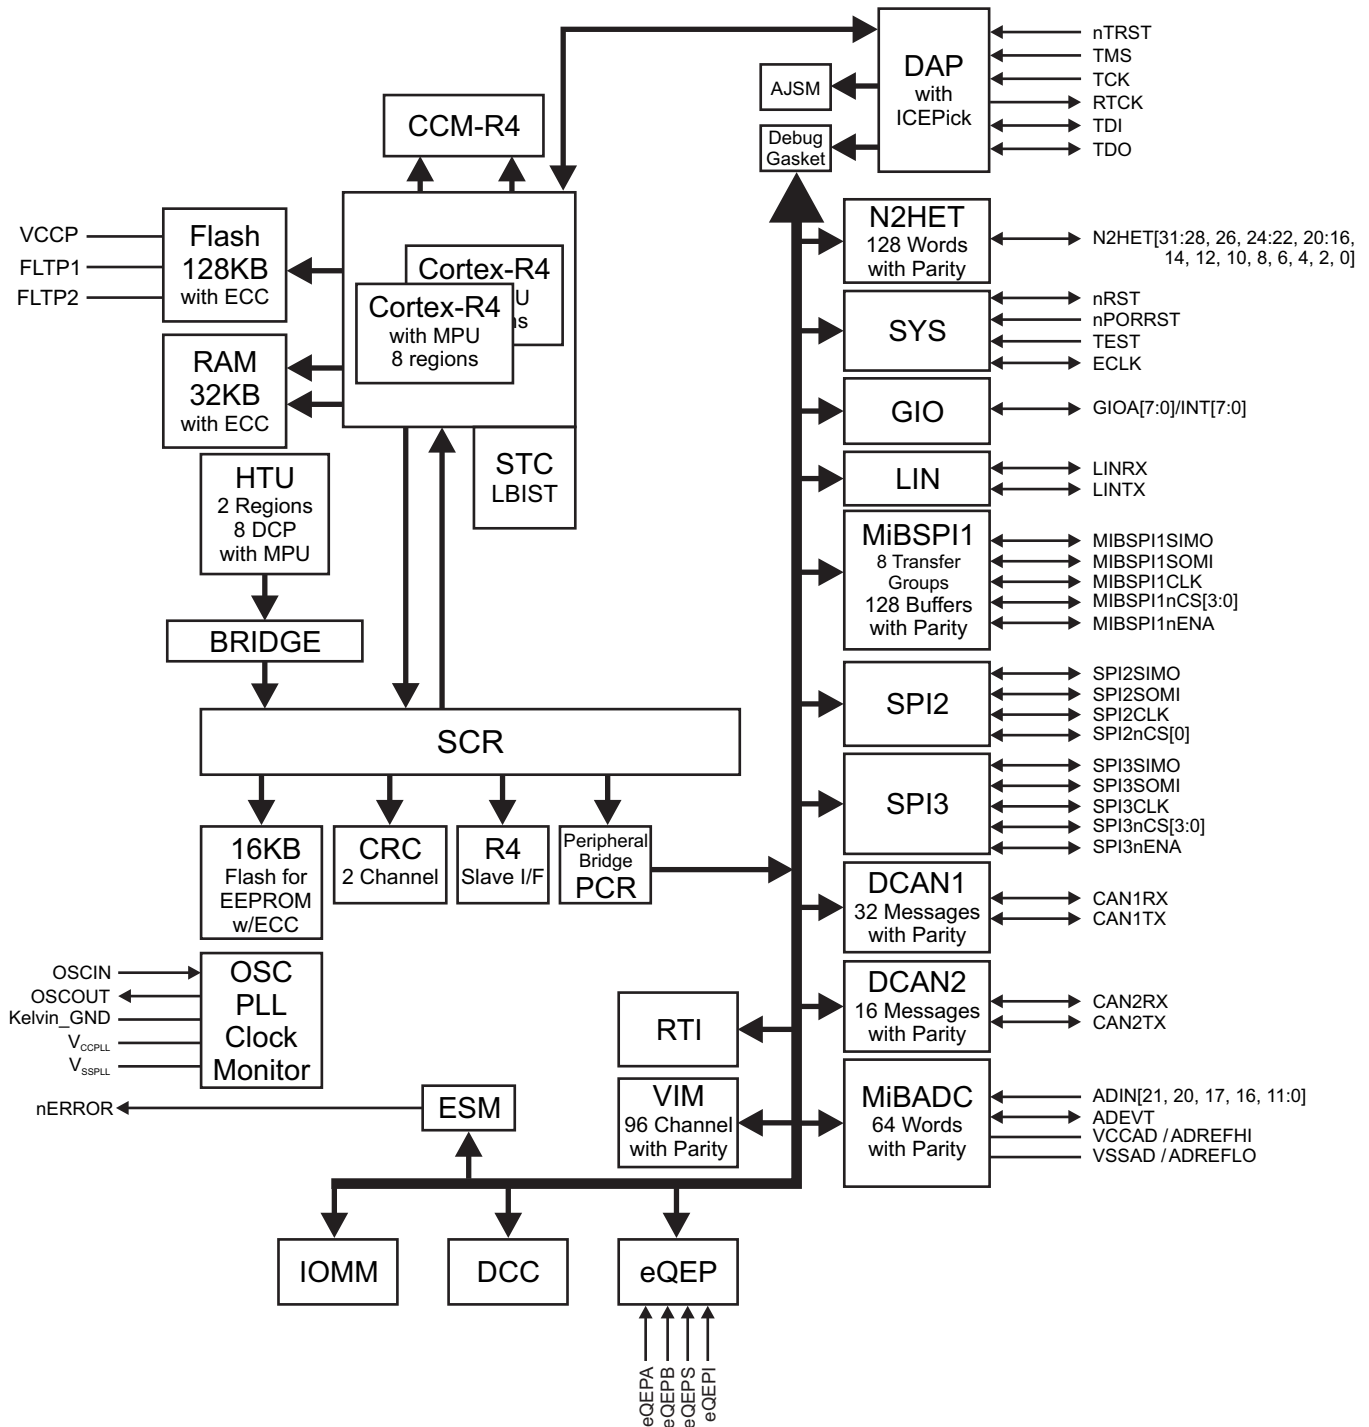 DAP
with
ICEPick
nTRST
TMS
TCK
RTCK
TDI
TDO
AJSM
Debug
Gasket
CCM-R4
VCCP
FLTP1
FLTP2
Flash
128KB
with ECC
Cortex-R4
U
ns
Cortex-R4
with MPU
8 regions
RAM
32KB
with ECC
STC
LBIST
HTU
2 Regions
8 DCP
with MPU
BRIDGE
SCR
16KB
Flash for
EEPROM
w/ECC
CRC
2 Channel
R4
Slave I/F
Peripheral
Bridge
PCR
OSCIN
OSCOUT
Kelvin_GND
VCCPLL
VSSPLL
OSC
PLL
Clock
Monitor
nERROR
ESM
RTI
VIM
96 Channel
with Parity
IOMM
DCC
eQEP
eQEPA
eQEPB
eQEPS
eQEPI
N2HET
128 Words
with Parity
N2HET[31:28, 26, 24:22, 20:16,
14, 12, 10, 8, 6, 4, 2, 0]
SYS
nRST
nPORRST
TEST
ECLK
GIO
GIOA[7:0]/INT[7:0]
LIN
LINRX
LINTX
MiBSPI1
8 Transfer
Groups
128 Buffers
with Parity
MIBSPI1SIMO
MIBSPI1SOMI
MIBSPI1CLK
MIBSPI1nCS[3:0]
MIBSPI1nENA
SPI2
SPI2SIMO
SPI2SOMI
SPI2CLK
SPI2nCS[0]
SPI3
SPI3SIMO
SPI3SOMI
SPI3CLK
SPI3nCS[3:0]
SPI3nENA
DCAN1
32 Messages
with Parity
CAN1RX
CAN1TX
DCAN2
16 Messages
with Parity
CAN2RX
CAN2TX
MiBADC
64 Words
with Parity
ADIN[21, 20, 17, 16, 11:0]
ADEVT
VCCAD / ADREFHI
VSSAD / ADREFLO